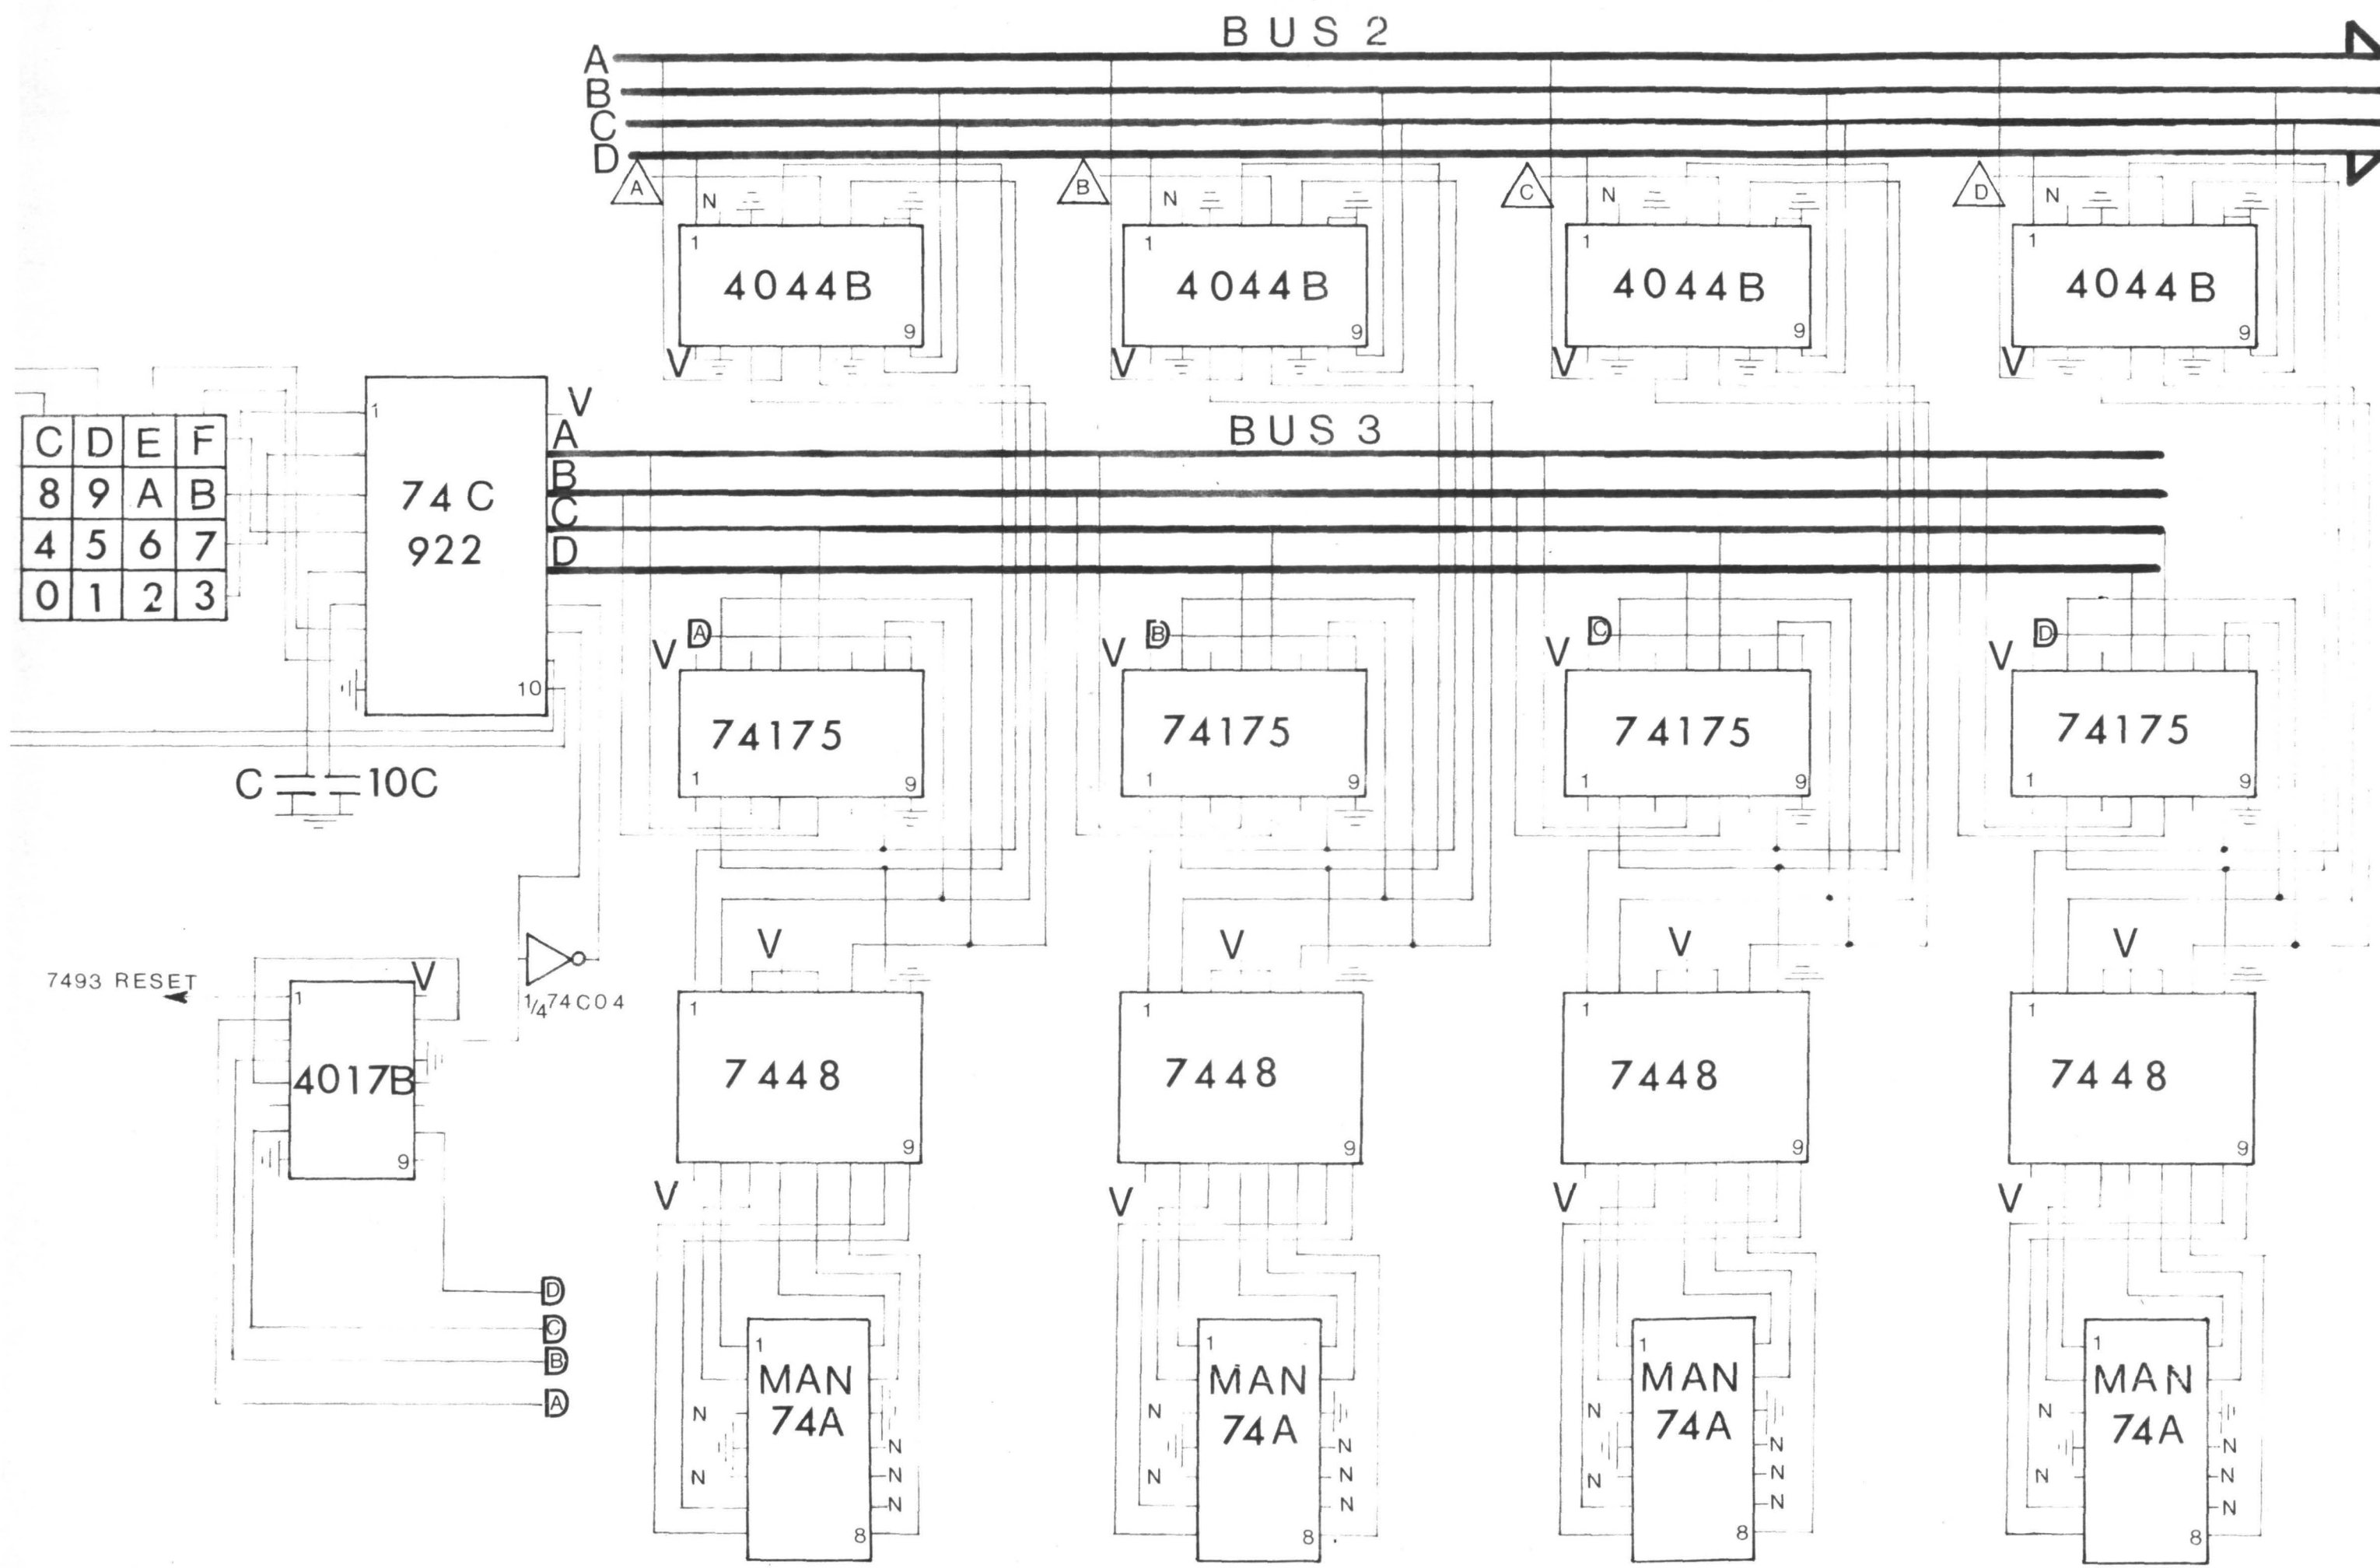 BUS 2
A
B
C
D
A B C D
N N N N
1 1 1 1
4044B 4044B 4044B 4044B
9 9 9 9
V V V V
1 V
BUS 3
A
B
C
D
C D E F
8 9 A B
4 5 6 7
0 1 2 3
74C
922
10
A B C D
V V V V
74175 74175 74175 74175
1 9 1 9 1 9 1 9
C 10C
V V V V
7493 RESET
V
1
1/4 74C04
4017B
9
1 1 1 1
7448 7448 7448 7448
9 9 9 9
V V V V
D
C
B
A
1 1 1 1
MAN MAN MAN MAN
74A 74A 74A 74A
N N N N
N N N N
N N N N N N N N
N N N N
8 8 8 8